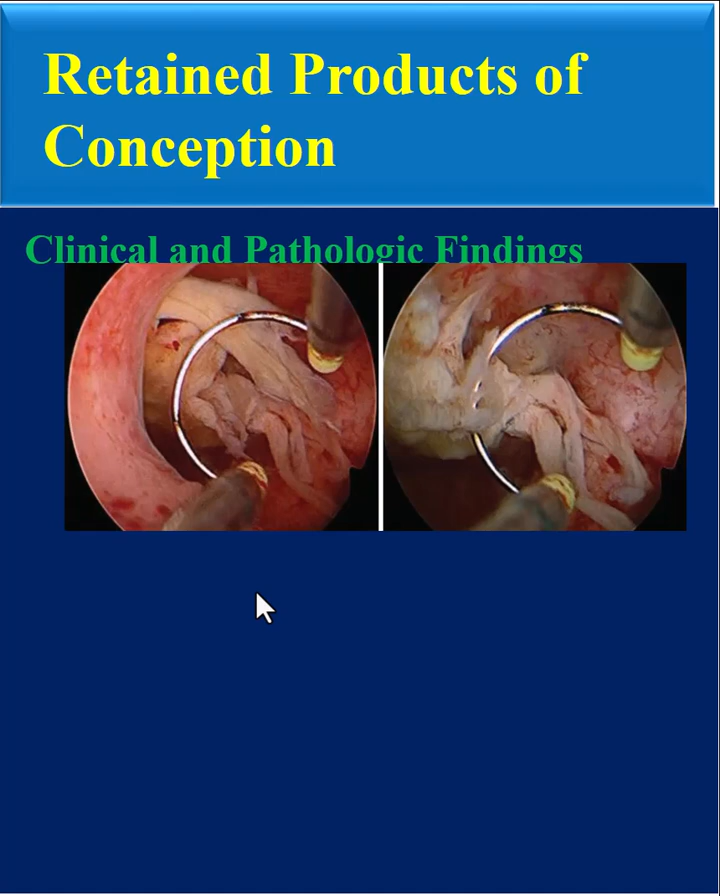 Retained Products of
Conception
Clinical and Pathologic Findings